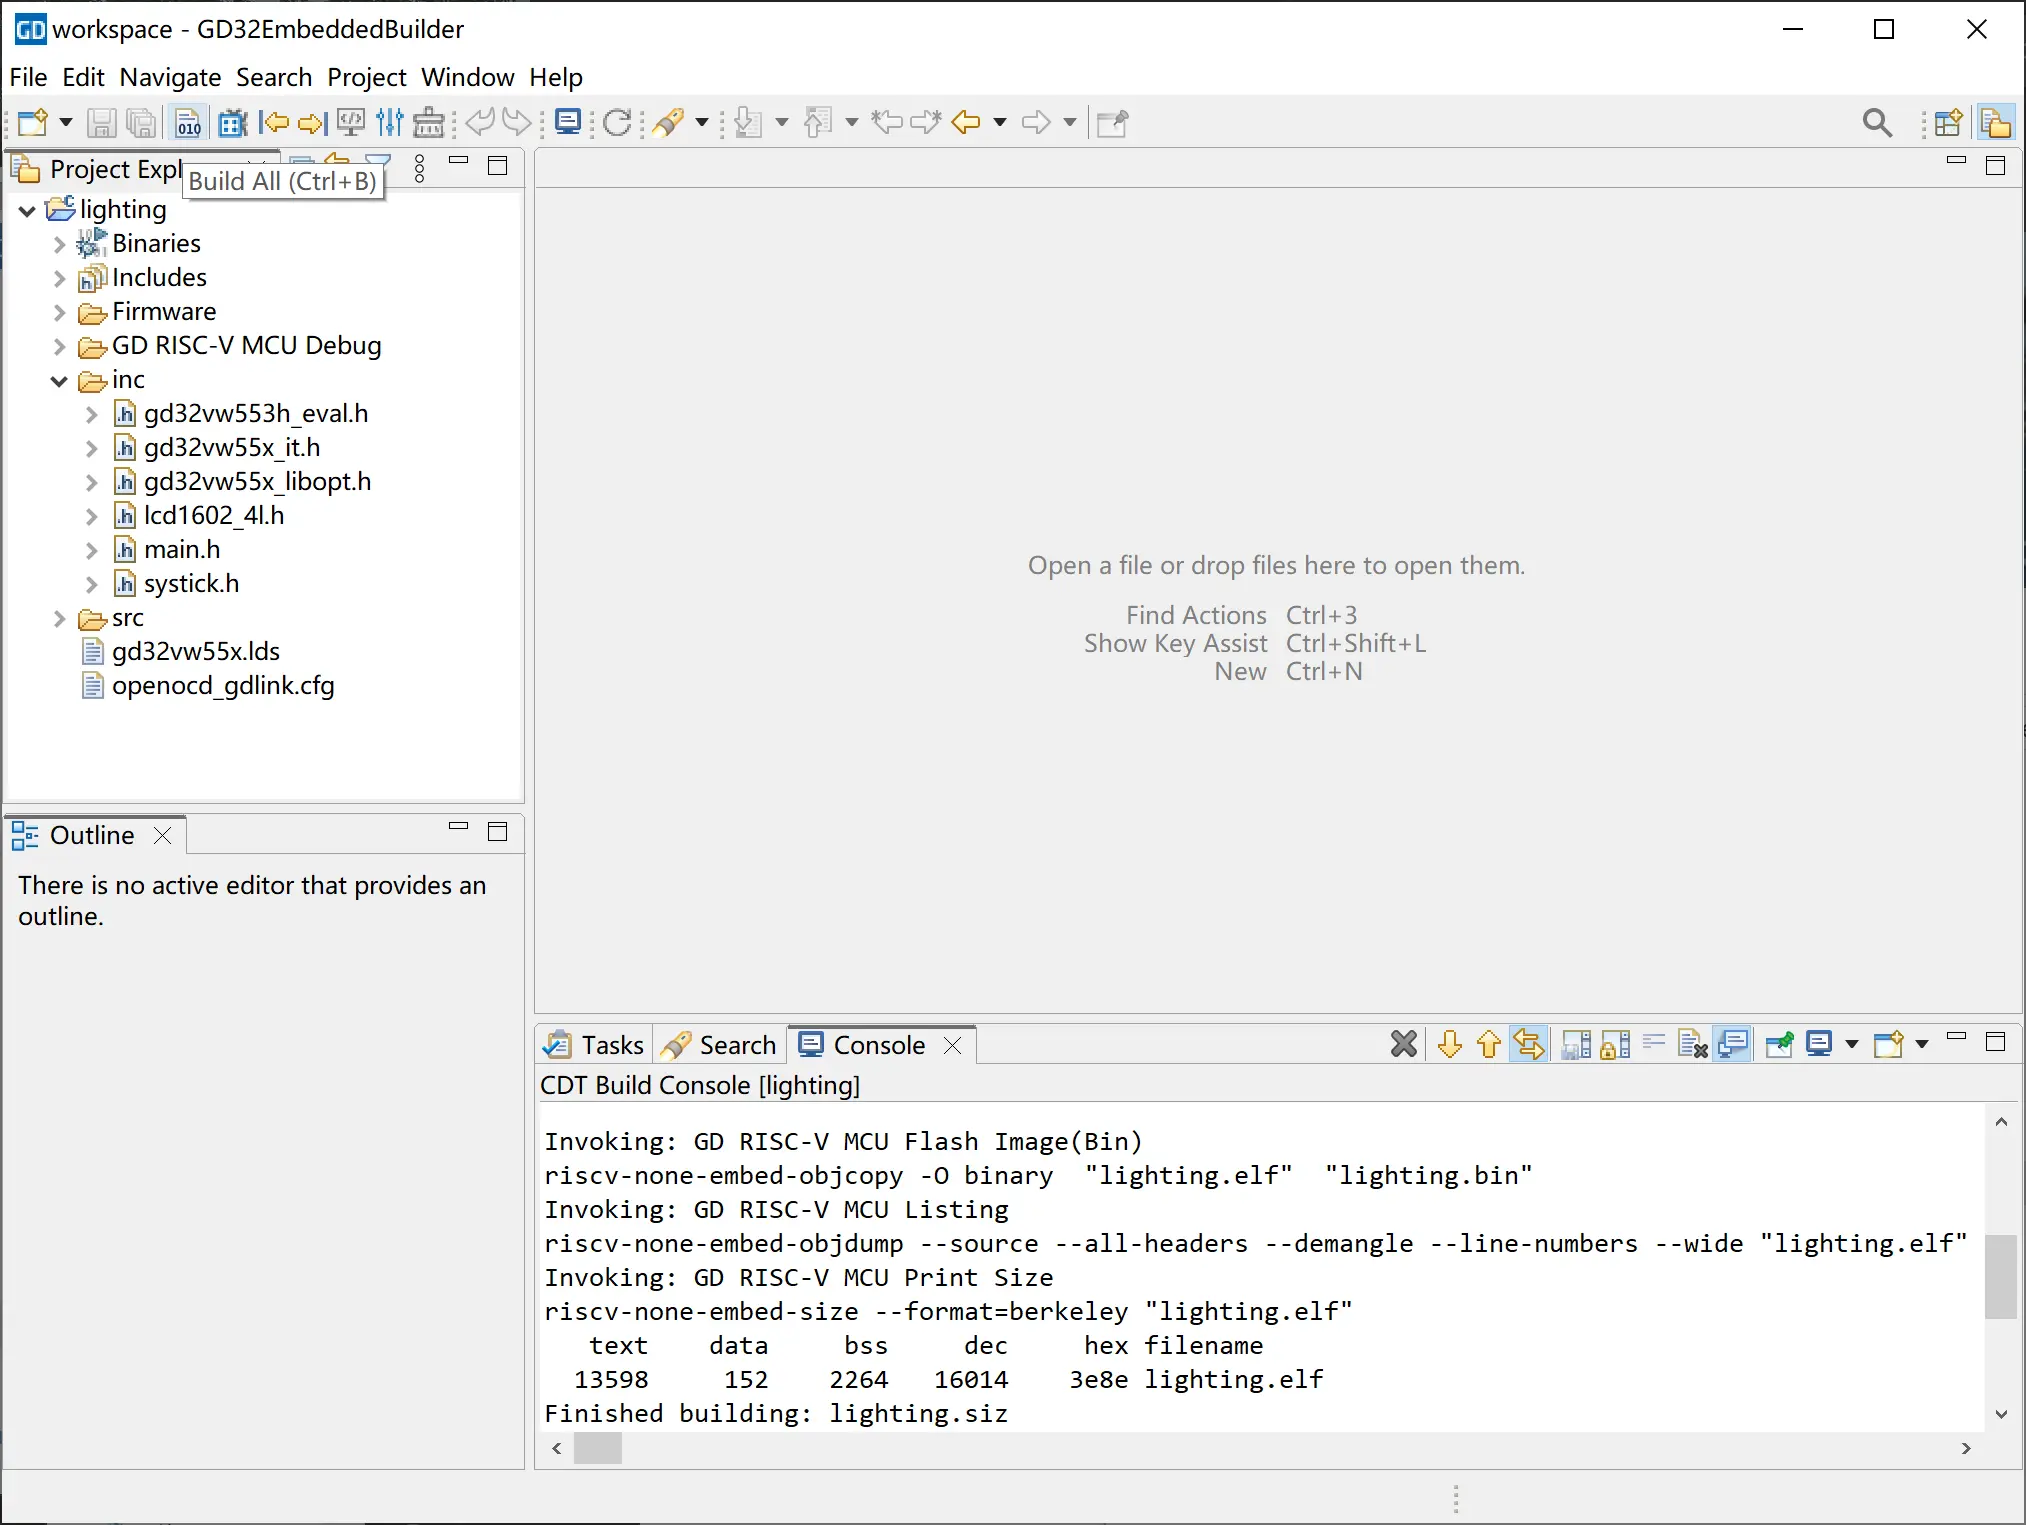 GD workspace - GD32EmbeddedBuilder
File Edit Navigate Search Project Window Help
010
Project Expl
Build All (Ctrl+B)
lighting
Binaries
Includes
Firmware
GD RISC-V MCU Debug
inc
gd32vw553h_eval.h
gd32vw55x_it.h
gd32vw55x_libopt.h
lcd1602_4l.h
main.h
systick.h
src
gd32vw55x.lds
openocd_gdlink.cfg
Outline
There is no active editor that provides an
outline.
Open a file or drop files here to open them.
Find Actions Ctrl+3
Show Key Assist Ctrl+Shift+L
New Ctrl+N
Tasks Search Console
CDT Build Console [lighting]
Invoking: GD RISC-V MCU Flash Image(Bin)
riscv-none-embed-objcopy -O binary  "lighting.elf"  "lighting.bin"
Invoking: GD RISC-V MCU Listing
riscv-none-embed-objdump --source --all-headers --demangle --line-numbers --wide "lighting.elf"
Invoking: GD RISC-V MCU Print Size
riscv-none-embed-size --format=berkeley "lighting.elf"
text data bss dec hex filename
13598 152 2264 16014 3e8e lighting.elf
Finished building: lighting.siz